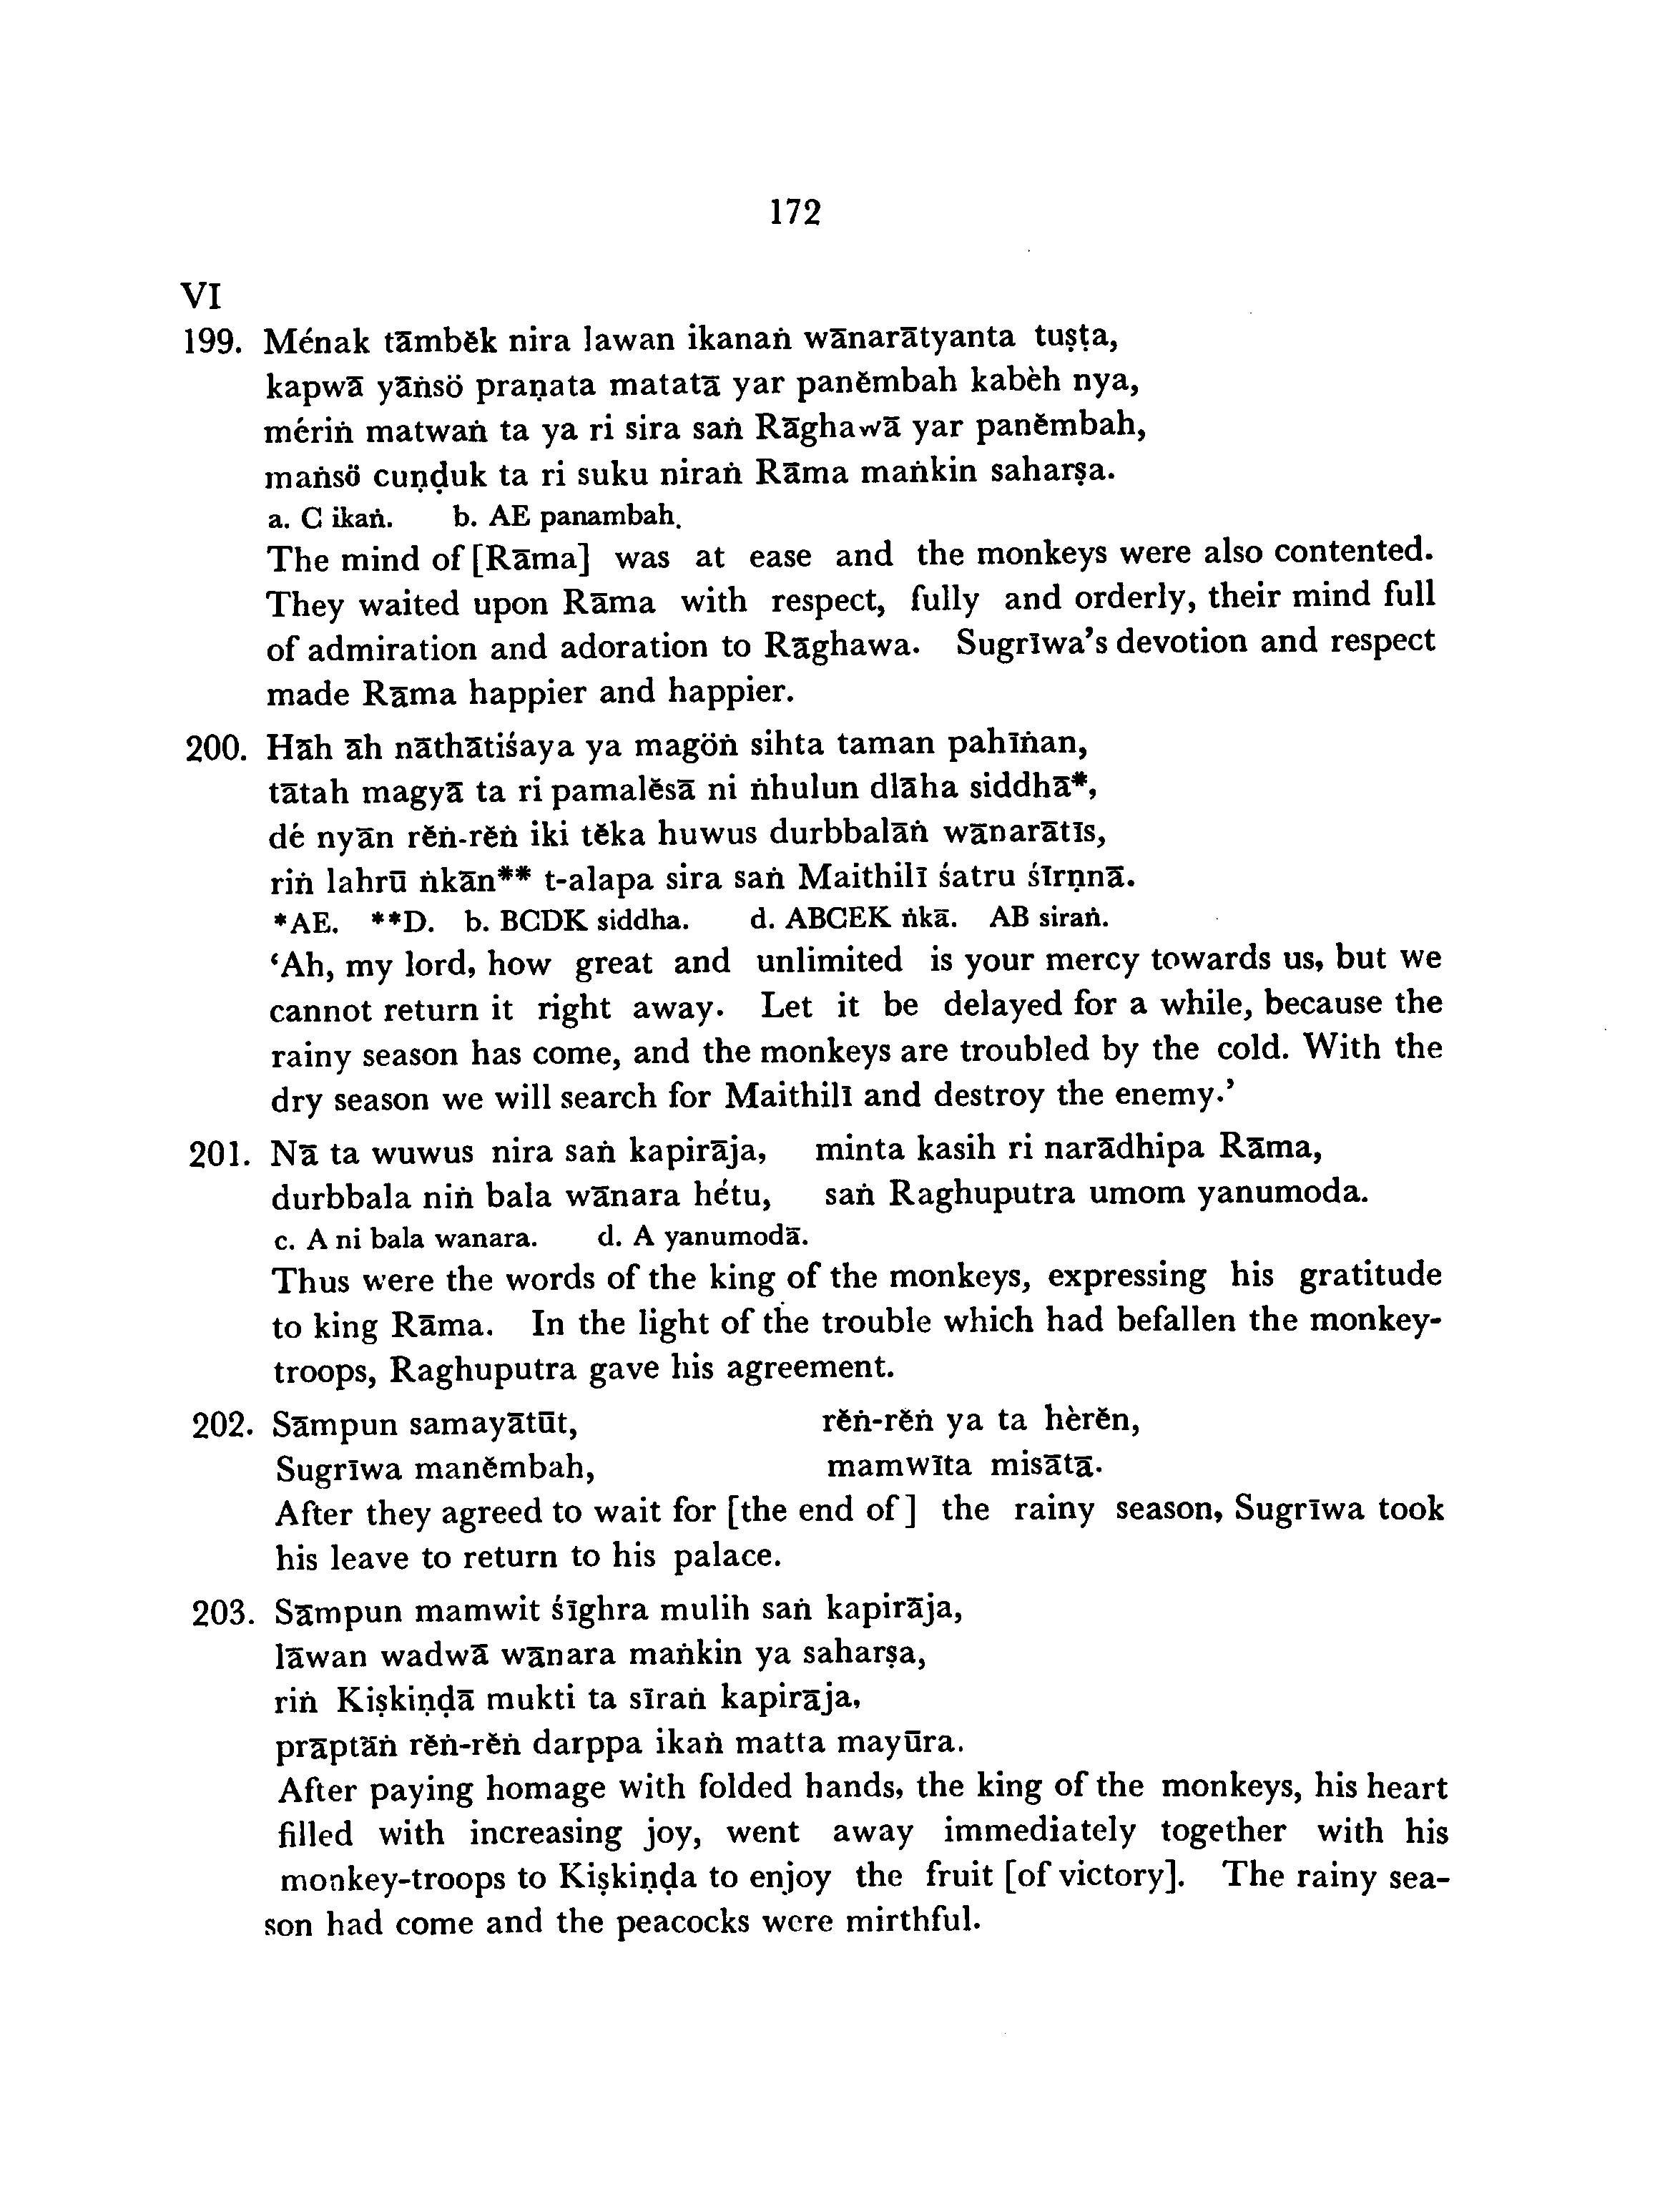 172
VI
199. Ménak tāmběk nira lawan ikanaṅ wānarātyanta tuṣṭa,
kapwā yāṅsö praṇata matatā yar paněmbah kabèh nya,
mériṅ matwaṅ ta ya ri sira saṅ Rāghawā yar paněmbah,
maṅsö cuṇḍuk ta ri suku niraṅ Rāma maṅkin saharṣa.
a. C ikaṅ. b. AE panambah.
The mind of [Rāma] was at ease and the monkeys were also contented.
They waited upon Rāma with respect, fully and orderly, their mind full
of admiration and adoration to Rāghawa. Sugrīwa's devotion and respect
made Rāma happier and happier.
200. Hāh āh nāthātiśaya ya magöṅ sihta taman pahīṅan,
tātah magyā ta ri pamalěsā ni ṅhulun dlāha siddhā*,
dé nyān rěṅ-rěṅ iki těka huwus durbbalāṅ wānarātīs,
riṅ lahrū ṅkān** t-alapa sira saṅ Maithilī śatru śīrṇnā.
*AE. **D. b. BCDK siddha. d. ABCEK ṅkā. AB siraṅ.
'Ah, my lord, how great and unlimited is your mercy towards us, but we
cannot return it right away. Let it be delayed for a while, because the
rainy season has come, and the monkeys are troubled by the cold. With the
dry season we will search for Maithilī and destroy the enemy.'
201. Nā ta wuwus nira saṅ kapirāja, minta kasih ri narādhipa Rāma,
durbbala niṅ bala wānara hétu, saṅ Raghuputra umom yanumoda.
c. A ni bala wanara. d. A yanumodā.
Thus were the words of the king of the monkeys, expressing his gratitude
to king Rāma. In the light of the trouble which had befallen the monkey-
troops, Raghuputra gave his agreement.
202. Sāmpun samayātūt, rěṅ-rěṅ ya ta hèrěn,
Sugrīwa maněmbah, mamwīta misātā.
After they agreed to wait for [the end of] the rainy season, Sugrīwa took
his leave to return to his palace.
203. Sāmpun mamwit śīghra mulih saṅ kapirāja,
lāwan wadwā wānara maṅkin ya saharṣa,
riṅ Kiṣkiṇḍā mukti ta sīraṅ kapirāja,
prāptāṅ rěṅ-rěṅ darppa ikaṅ matta mayūra.
After paying homage with folded hands, the king of the monkeys, his heart
filled with increasing joy, went away immediately together with his
monkey-troops to Kiṣkiṇḍa to enjoy the fruit [of victory]. The rainy sea-
son had come and the peacocks were mirthful.